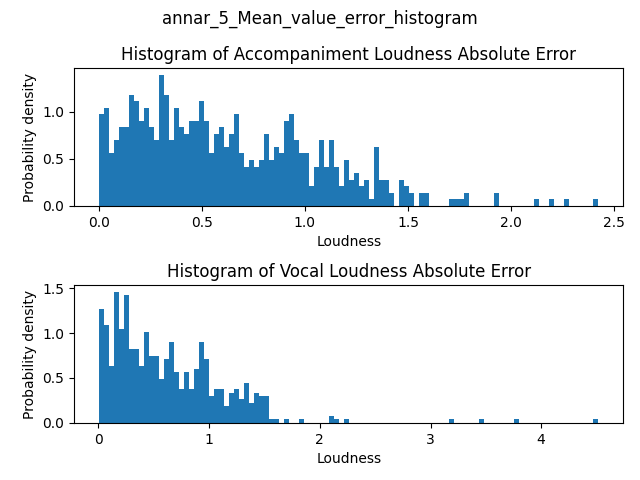 annar_5_Mean_value_error_histogram
Histogram of Accompaniment Loudness Absolute Error
Probability density
1.0
0.5
0.0
0.0 0.5 1.0 1.5 2.0 2.5
Loudness
Histogram of Vocal Loudness Absolute Error
Probability density
1.5
1.0
0.5
0.0
0 1 2 3 4
Loudness